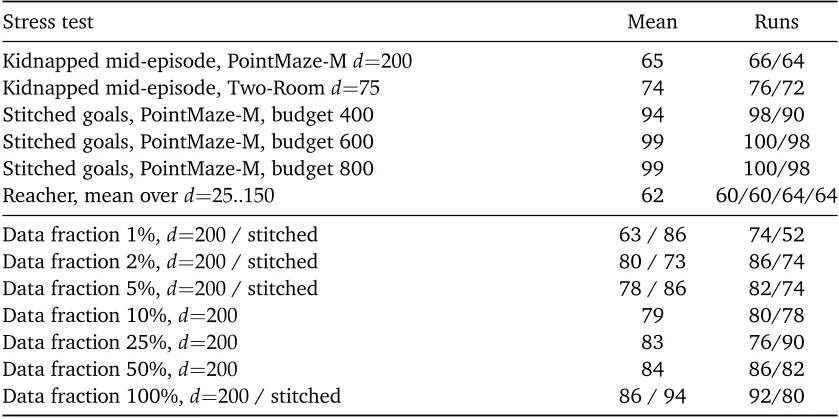 Stress test Mean Runs
Kidnapped mid-episode, PointMaze-M d=200 65 66/64
Kidnapped mid-episode, Two-Room d=75 74 76/72
Stitched goals, PointMaze-M, budget 400 94 98/90
Stitched goals, PointMaze-M, budget 600 99 100/98
Stitched goals, PointMaze-M, budget 800 99 100/98
Reacher, mean over d=25..150 62 60/60/64/64
Data fraction 1%, d=200 / stitched 63 / 86 74/52
Data fraction 2%, d=200 / stitched 80 / 73 86/74
Data fraction 5%, d=200 / stitched 78 / 86 82/74
Data fraction 10%, d=200 79 80/78
Data fraction 25%, d=200 83 76/90
Data fraction 50%, d=200 84 86/82
Data fraction 100%, d=200 / stitched 86 / 94 92/80